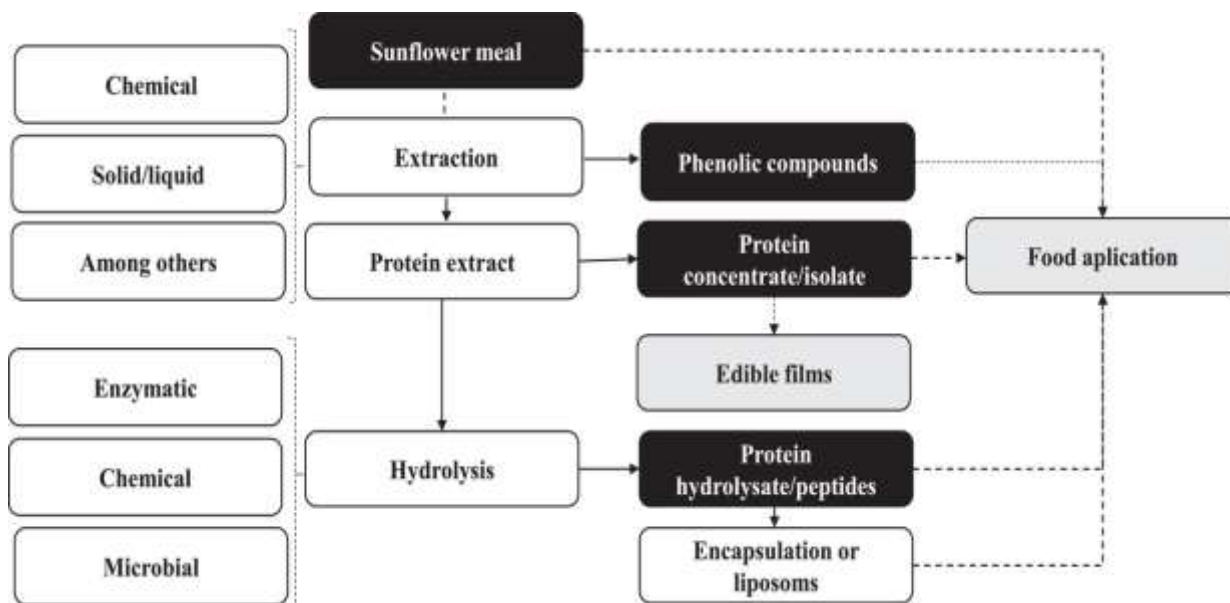 Sunflower meal
Chemical
Extraction
Phenolic compounds
Solid/liquid
Among others
Protein extract
Protein
concentrate/isolate
Food aplication
Edible films
Enzymatic
Chemical
Hydrolysis
Protein
hydrolysate/peptides
Microbial
Encapsulation or
liposoms